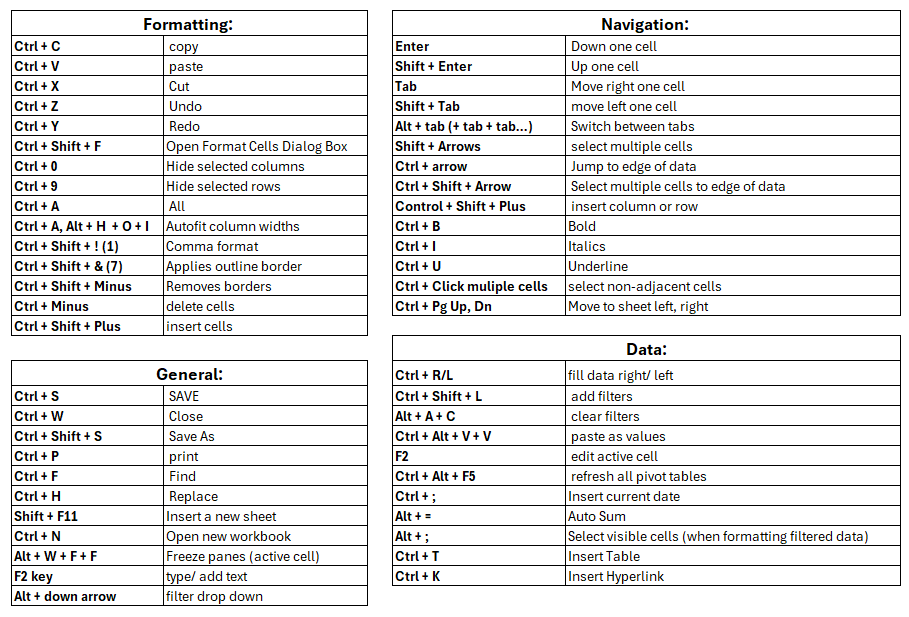 Formatting:
Ctrl + C copy
Ctrl + V paste
Ctrl + X Cut
Ctrl + Z Undo
Ctrl + Y Redo
Ctrl + Shift + F Open Format Cells Dialog Box
Ctrl + 0 Hide selected columns
Ctrl + 9 Hide selected rows
Ctrl + A All
Ctrl + A, Alt + H + O + I Autofit column widths
Ctrl + Shift + ! (1) Comma format
Ctrl + Shift + & (7) Applies outline border
Ctrl + Shift + Minus Removes borders
Ctrl + Minus delete cells
Ctrl + Shift + Plus insert cells
General:
Ctrl + S SAVE
Ctrl + W Close
Ctrl + Shift + S Save As
Ctrl + P print
Ctrl + F Find
Ctrl + H Replace
Shift + F11 Insert a new sheet
Ctrl + N Open new workbook
Alt + W + F + F Freeze panes (active cell)
F2 key type/ add text
Alt + down arrow filter drop down
Navigation:
Enter Down one cell
Shift + Enter Up one cell
Tab Move right one cell
Shift + Tab move left one cell
Alt + tab (+ tab + tab...) Switch between tabs
Shift + Arrows select multiple cells
Ctrl + arrow Jump to edge of data
Ctrl + Shift + Arrow Select multiple cells to edge of data
Control + Shift + Plus insert column or row
Ctrl + B Bold
Ctrl + I Italics
Ctrl + U Underline
Ctrl + Click muliple cells select non-adjacent cells
Ctrl + Pg Up, Dn Move to sheet left, right
Data:
Ctrl + R/L fill data right/ left
Ctrl + Shift + L add filters
Alt + A + C clear filters
Ctrl + Alt + V + V paste as values
F2 edit active cell
Ctrl + Alt + F5 refresh all pivot tables
Ctrl + ; Insert current date
Alt + = Auto Sum
Alt + ; Select visible cells (when formatting filtered data)
Ctrl + T Insert Table
Ctrl + K Insert Hyperlink